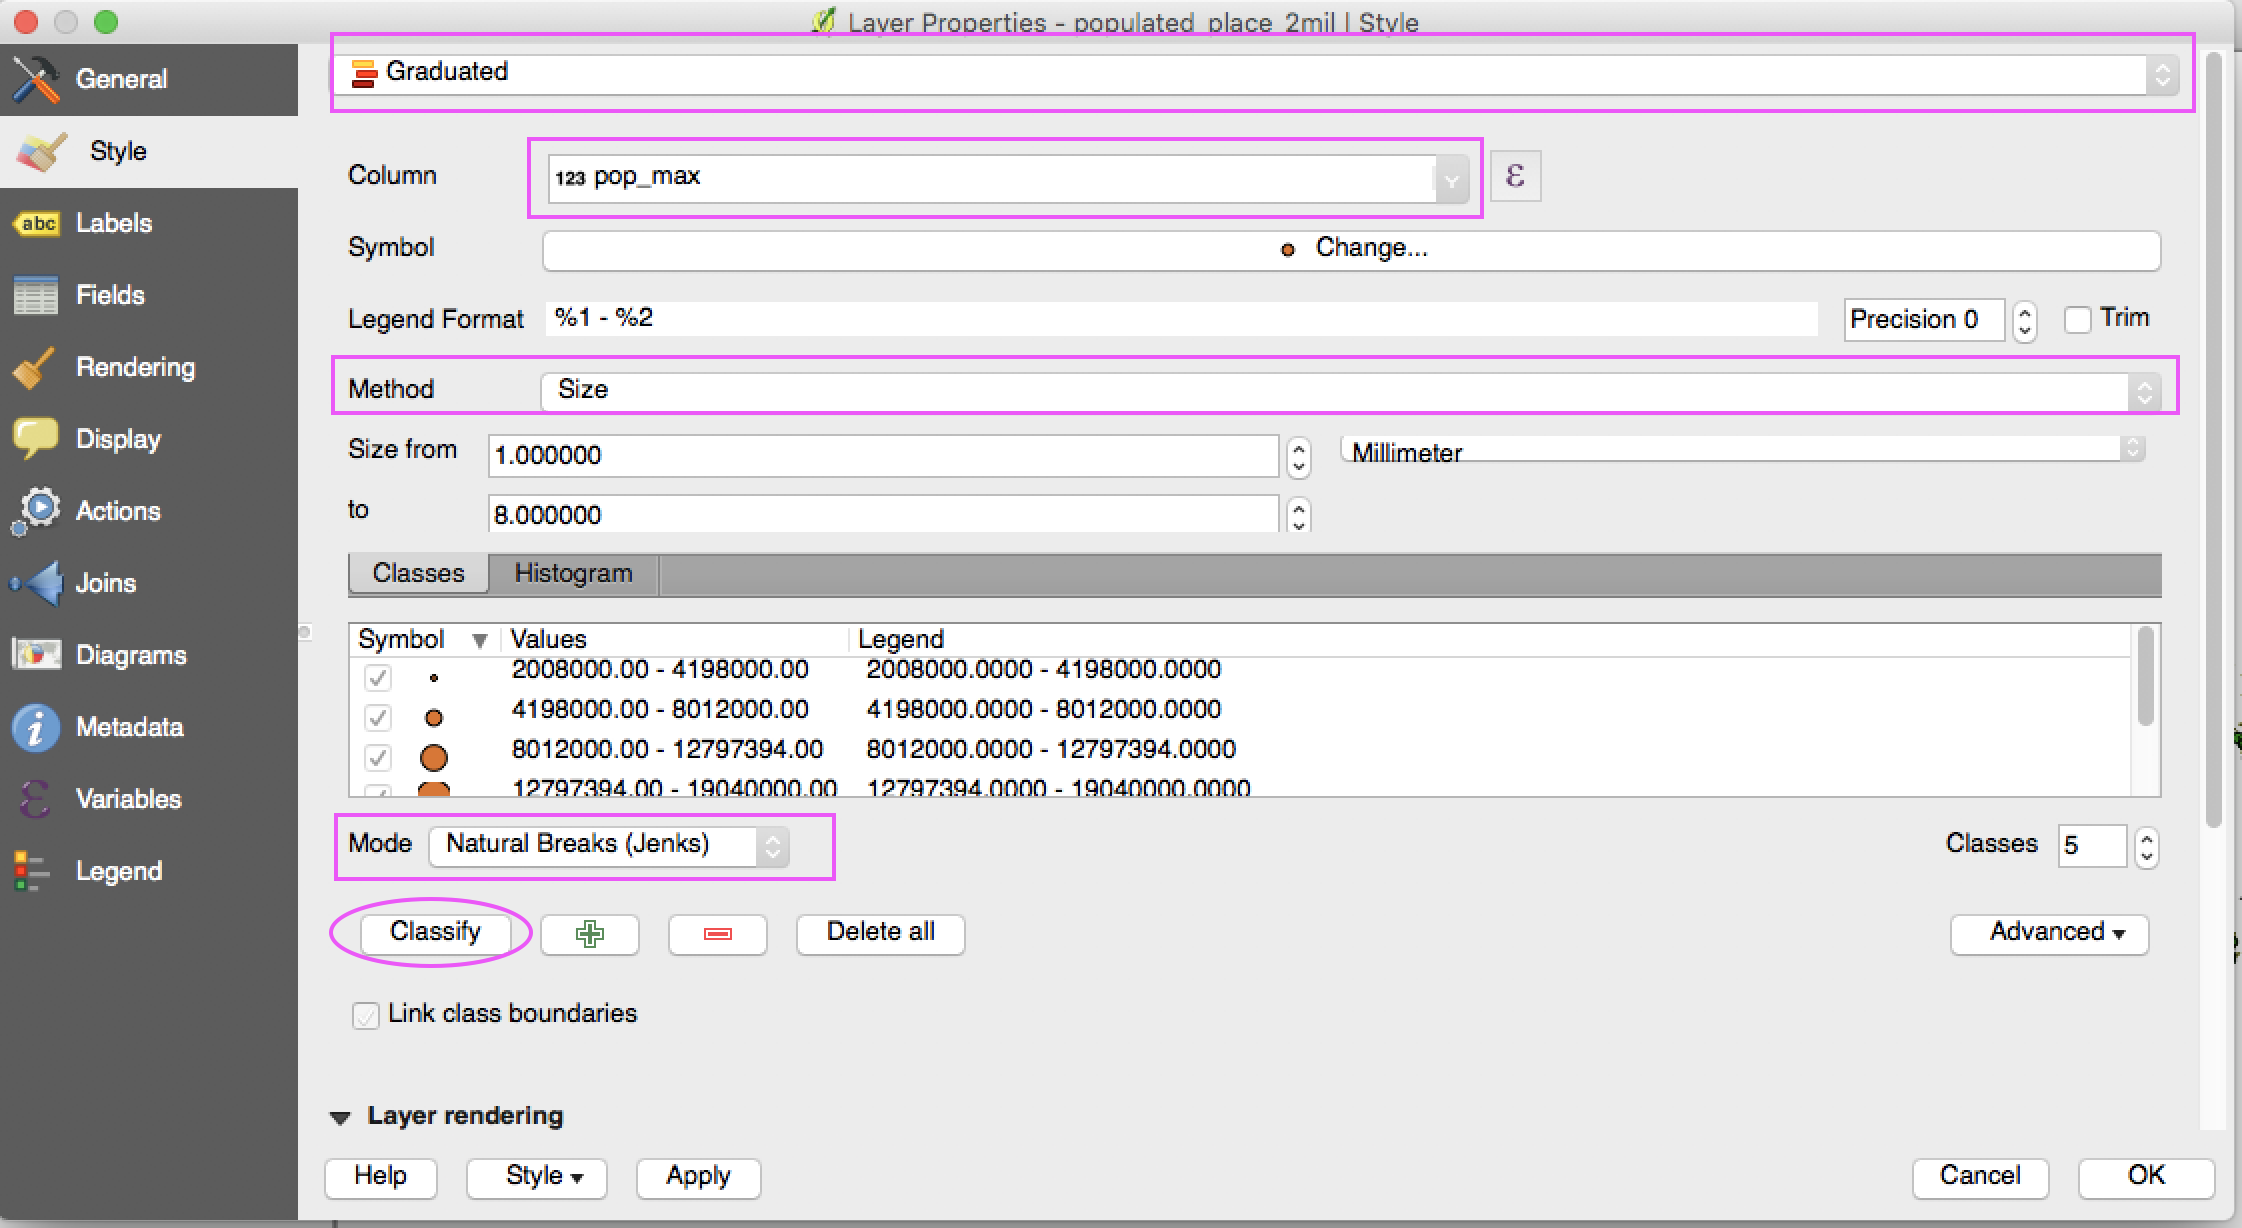 Layer Properties - populated_place_2mil | Style
General
Style
abc Labels
Fields
Rendering
Display
Actions
Joins
Diagrams
i Metadata
ε Variables
Legend
Graduated
Column 123 pop_max ε
Symbol Change...
Legend Format %1 - %2 Precision 0 Trim
Method Size
Size from 1.000000 Millimeter
to 8.000000
Classes Histogram
Symbol Values Legend
2008000.00 - 4198000.00 2008000.0000 - 4198000.0000
4198000.00 - 8012000.00 4198000.0000 - 8012000.0000
8012000.00 - 12797394.00 8012000.0000 - 12797394.0000
12797394.00 - 19040000.00 12797394.0000 - 19040000.0000
Mode Natural Breaks (Jenks) Classes 5
Classify Delete all Advanced
Link class boundaries
Layer rendering
Help Style Apply Cancel OK